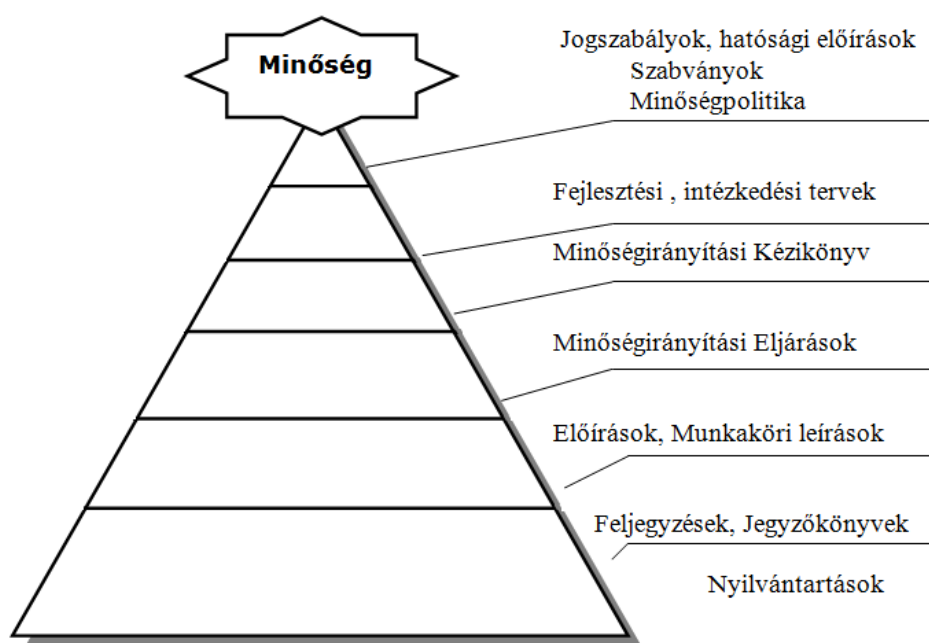 Minőség
Jogszabályok, hatósági előírások
Szabványok
Minőségpolitika
Fejlesztési , intézkedési tervek
Minőségirányítási Kézikönyv
Minőségirányítási Eljárások
Előírások, Munkaköri leírások
Feljegyzések, Jegyzőkönyvek
Nyilvántartások